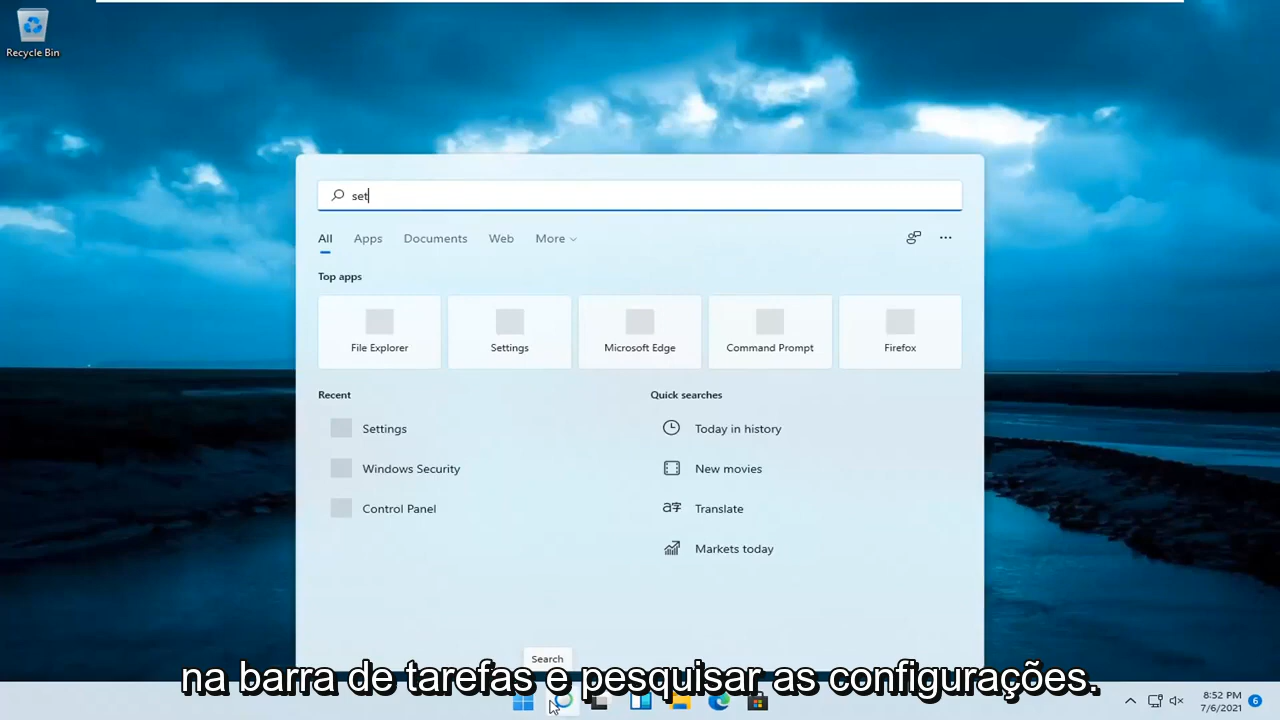 Recycle Bin
set
All Apps Documents Web More
Top apps
File Explorer Settings Microsoft Edge Command Prompt Firefox
Recent Quick searches
Settings Today in history
Windows Security New movies
Control Panel Translate
Markets today
Search
na barra de tarefas e pesquisar as configurações.
8:52 PM
7/6/2021 6